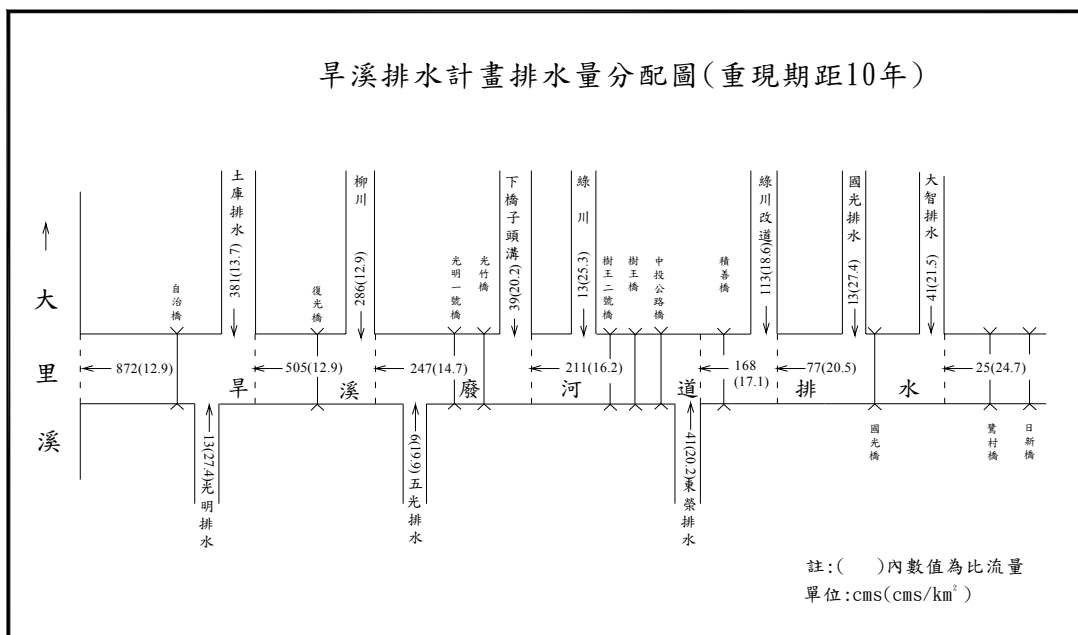 旱溪排水計畫排水量分配圖(重現期距10年)
大里溪
土庫排水
381(13.7)
柳川
286(12.9)
下橋子頭溝
39(20.2)
綠川
13(25.3)
綠川改道
113(18.6)
國光排水
13(27.4)
大智排水
41(21.5)
自治橋
復光橋
光明一號橋
光竹橋
樹王二號橋
樹王橋
中投公路橋
積善橋
872(12.9)
505(12.9)
247(14.7)
211(16.2)
168
(17.1)
77(20.5)
25(24.7)
旱溪廢河道排水
13(27.4)光明排水
6(19.9)五光排水
41(20.2)東榮排水
國光橋
鷺村橋
日新橋
註:( )內數值為比流量
單位:cms(cms/km²)